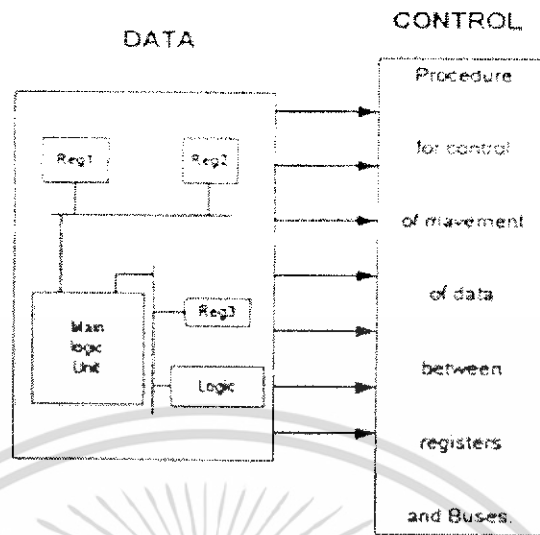 DATA
CONTROL
Reg1
Reg2
Main
logic
Unit
Reg3
Logic
Procedure
for control
of mavement
of data
between
registers
and Buses.